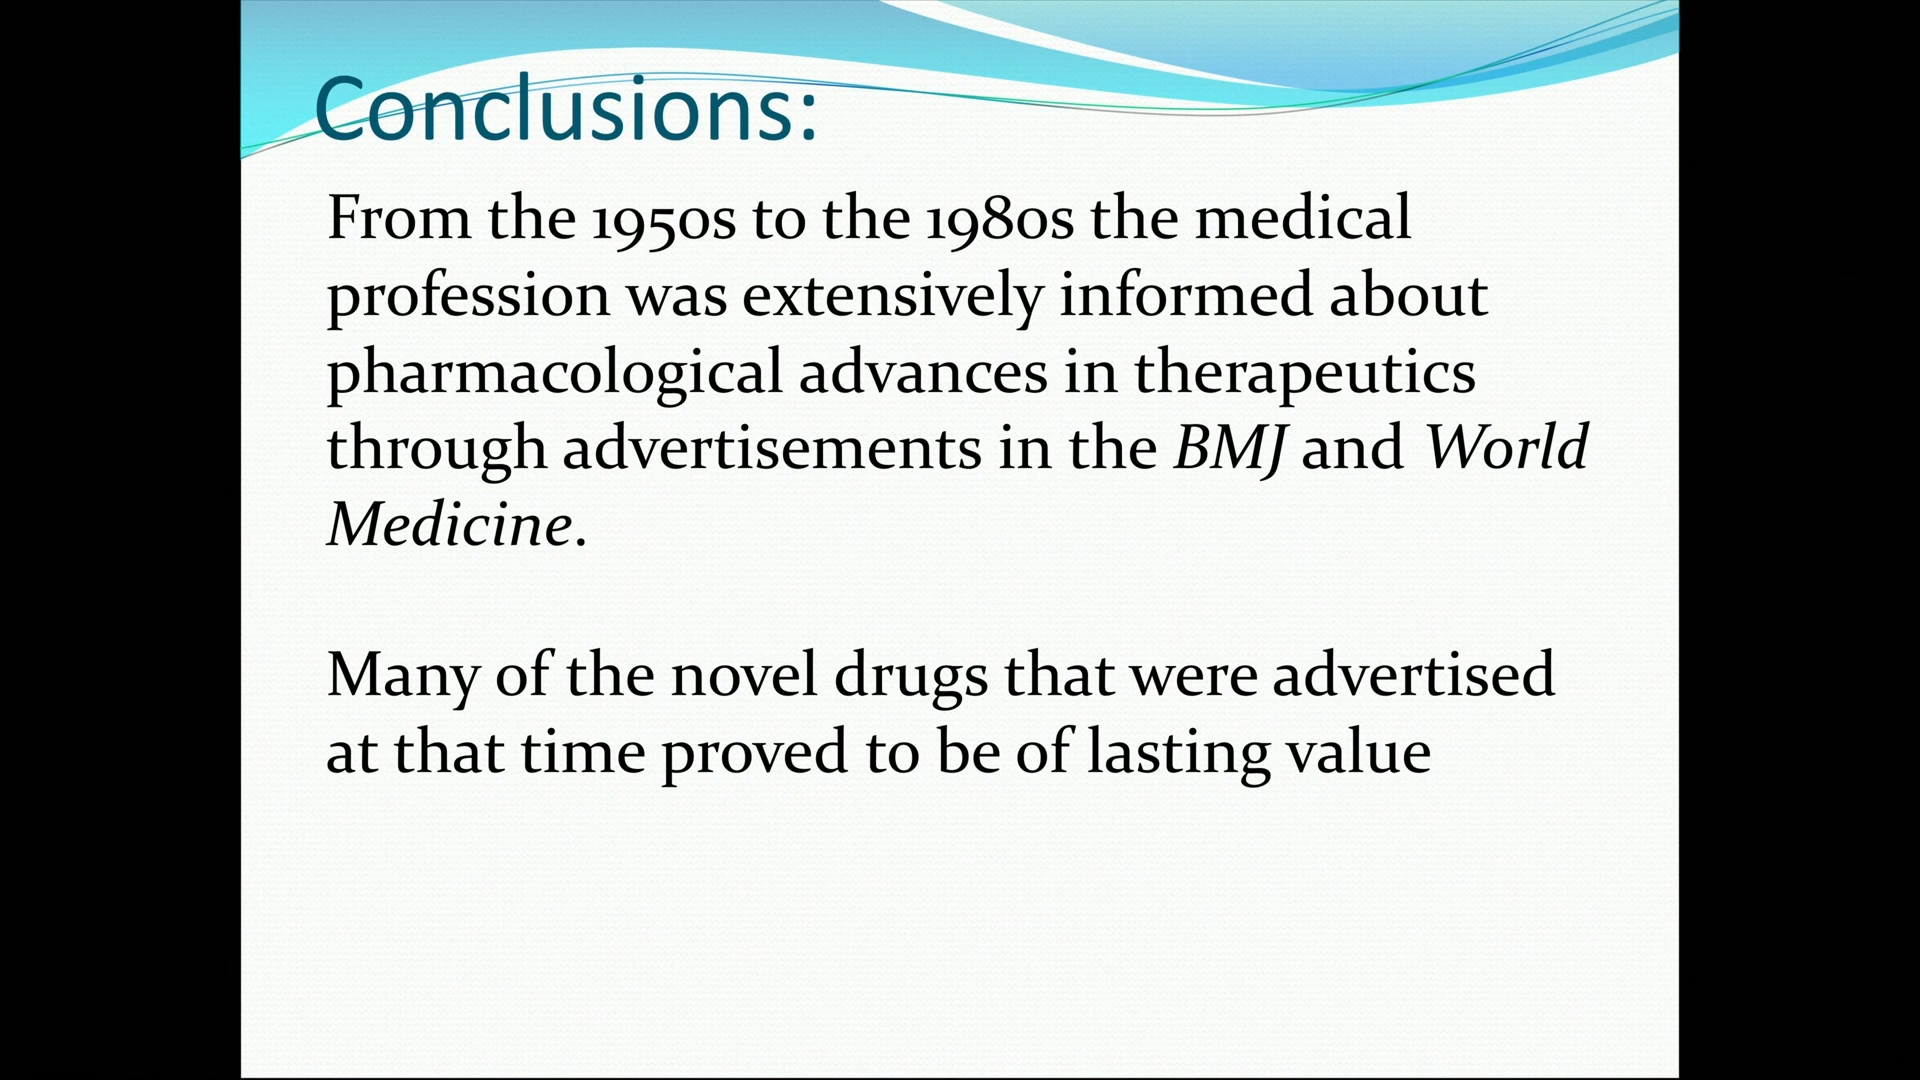 Conclusions:
From the 1950s to the 1980s the medical
profession was extensively informed about
pharmacological advances in therapeutics
through advertisements in the BMJ and World
Medicine.
Many of the novel drugs that were advertised
at that time proved to be of lasting value